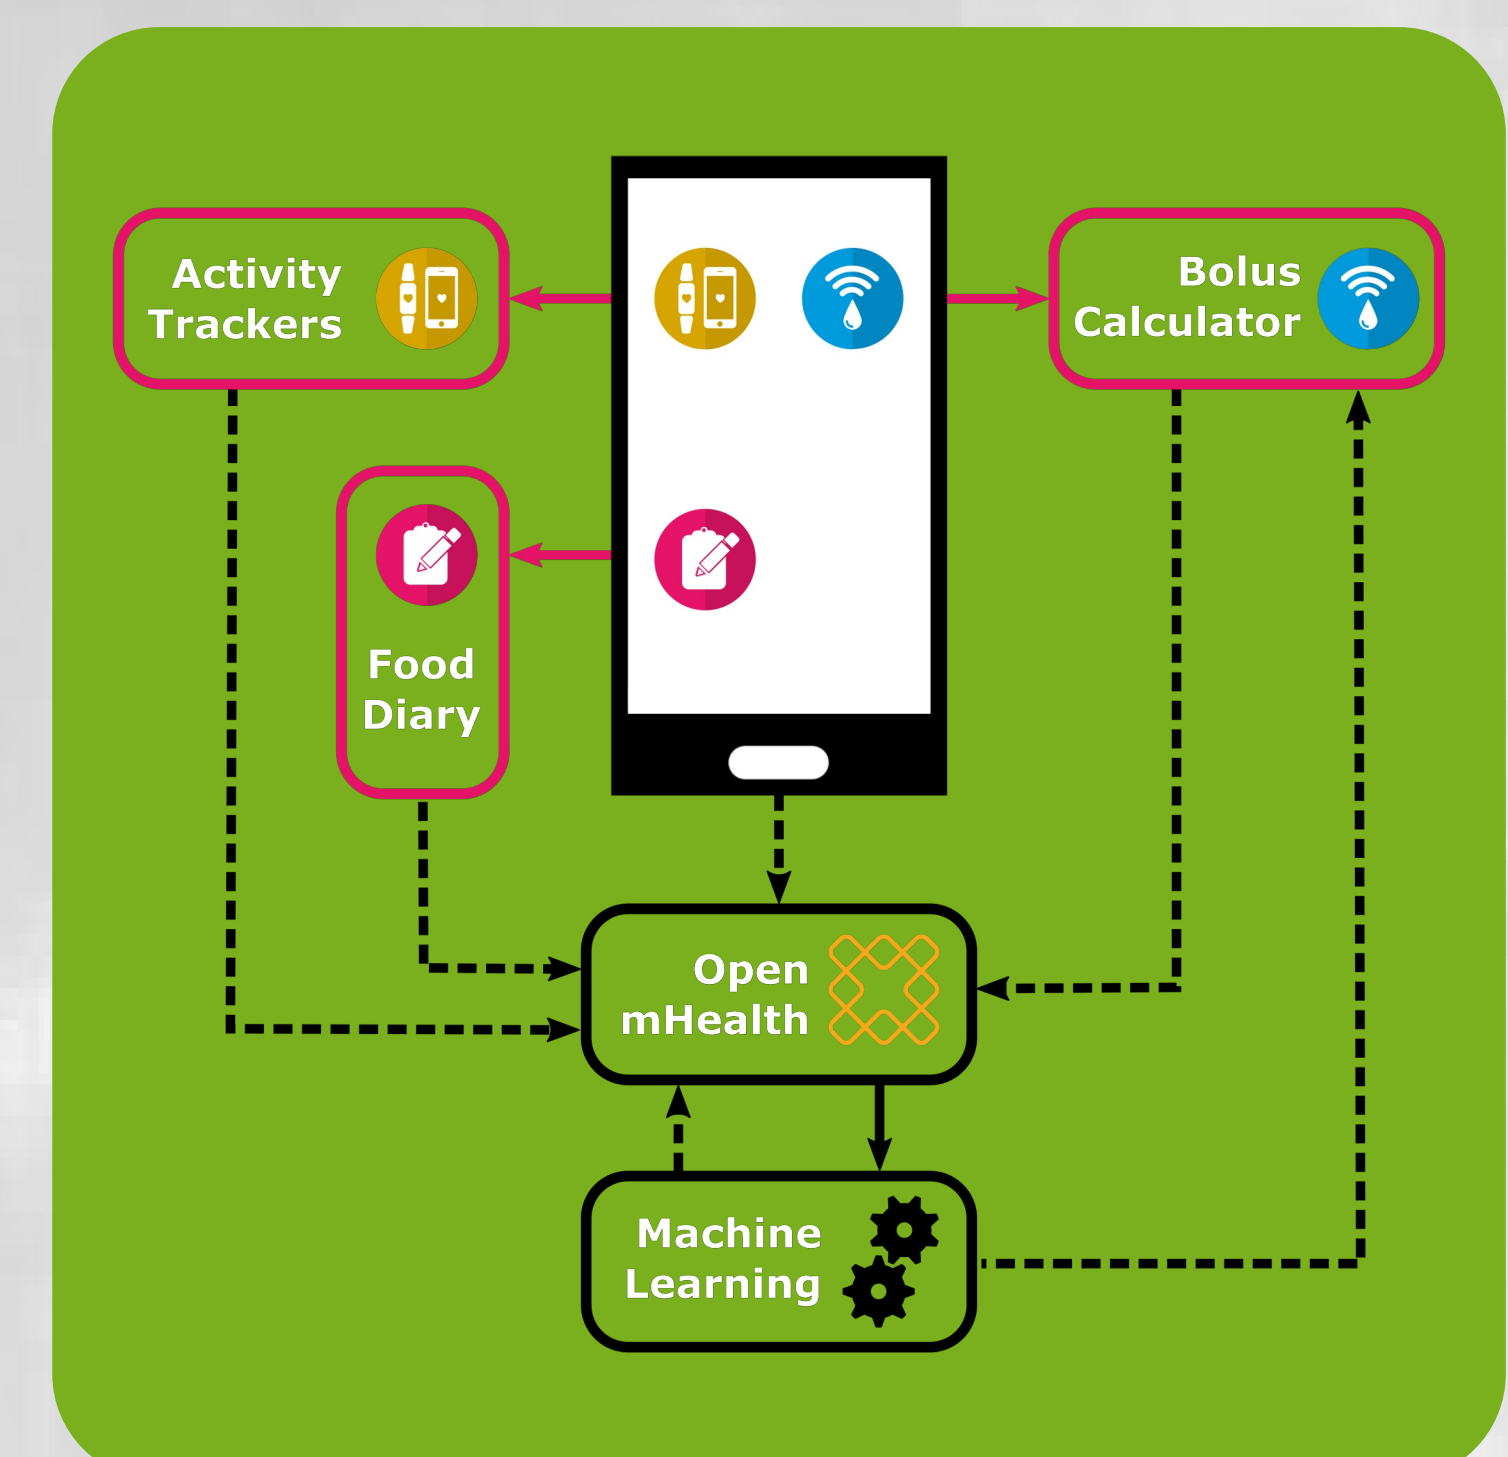 Activity
Trackers
Bolus
Calculator
Food
Diary
Open
mHealth
Machine
Learning